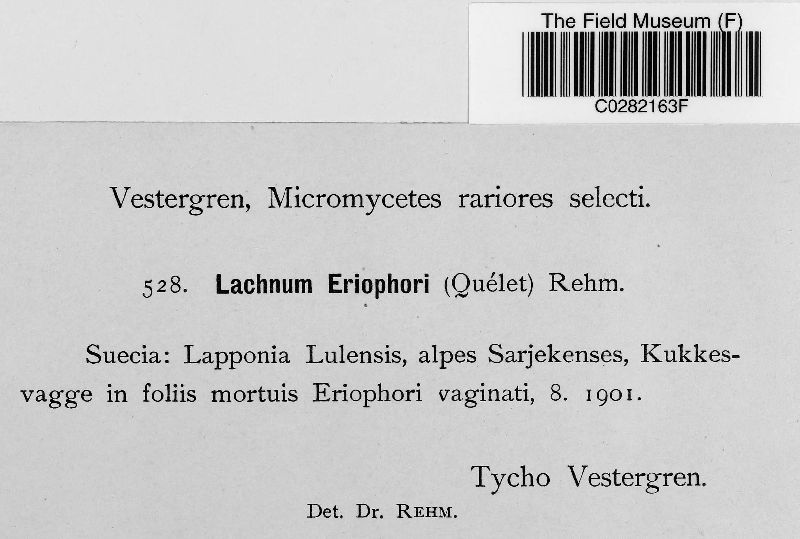 The Field Museum (F)
C0282163F
Vestergren, Micromycetes rariores selecti.
528. Lachnum Eriophori (Quélet) Rehm.
Suecia: Lapponia Lulensis, alpes Sarjekenses, Kukkes-
vagge in foliis mortuis Eriophori vaginati, 8. 1901.
Tycho Vestergren.
Det. Dr. REHM.